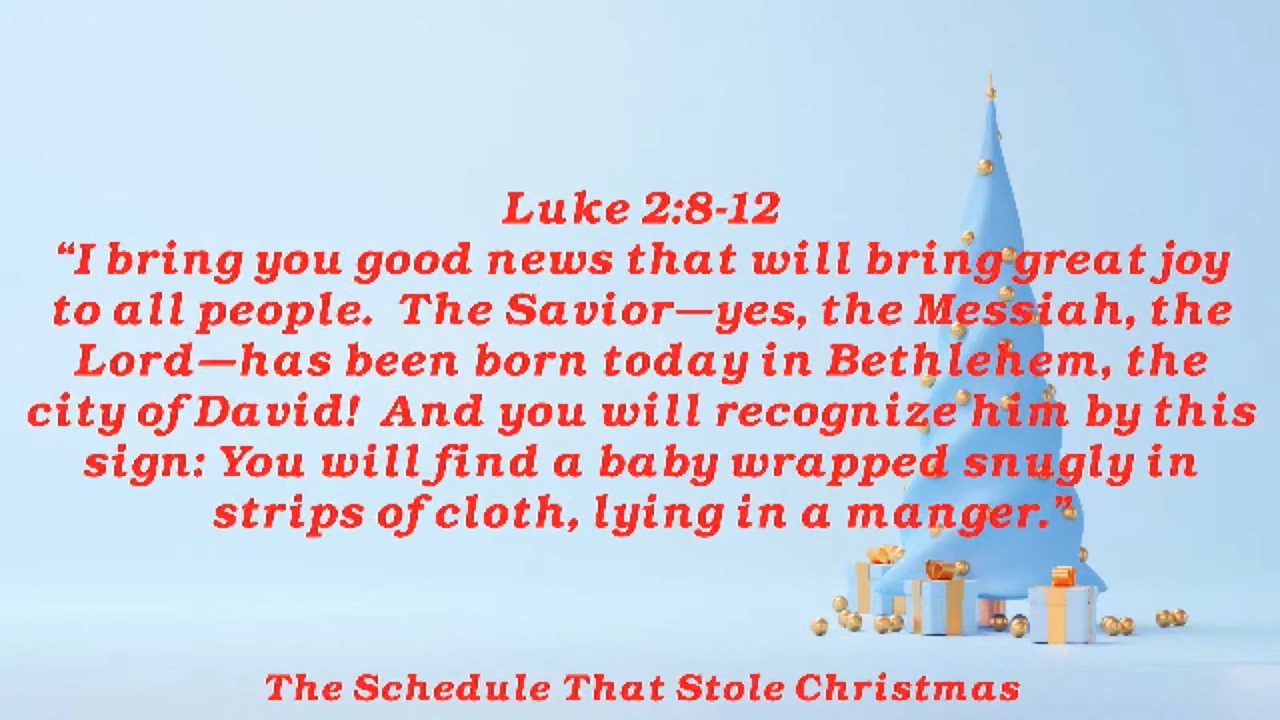 Luke 2:8-12
“I bring you good news that will bring great joy
to all people.  The Savior—yes, the Messiah, the
Lord—has been born today in Bethlehem, the
city of David!  And you will recognize him by this
sign: You will find a baby wrapped snugly in
strips of cloth, lying in a manger.”
The Schedule That Stole Christmas